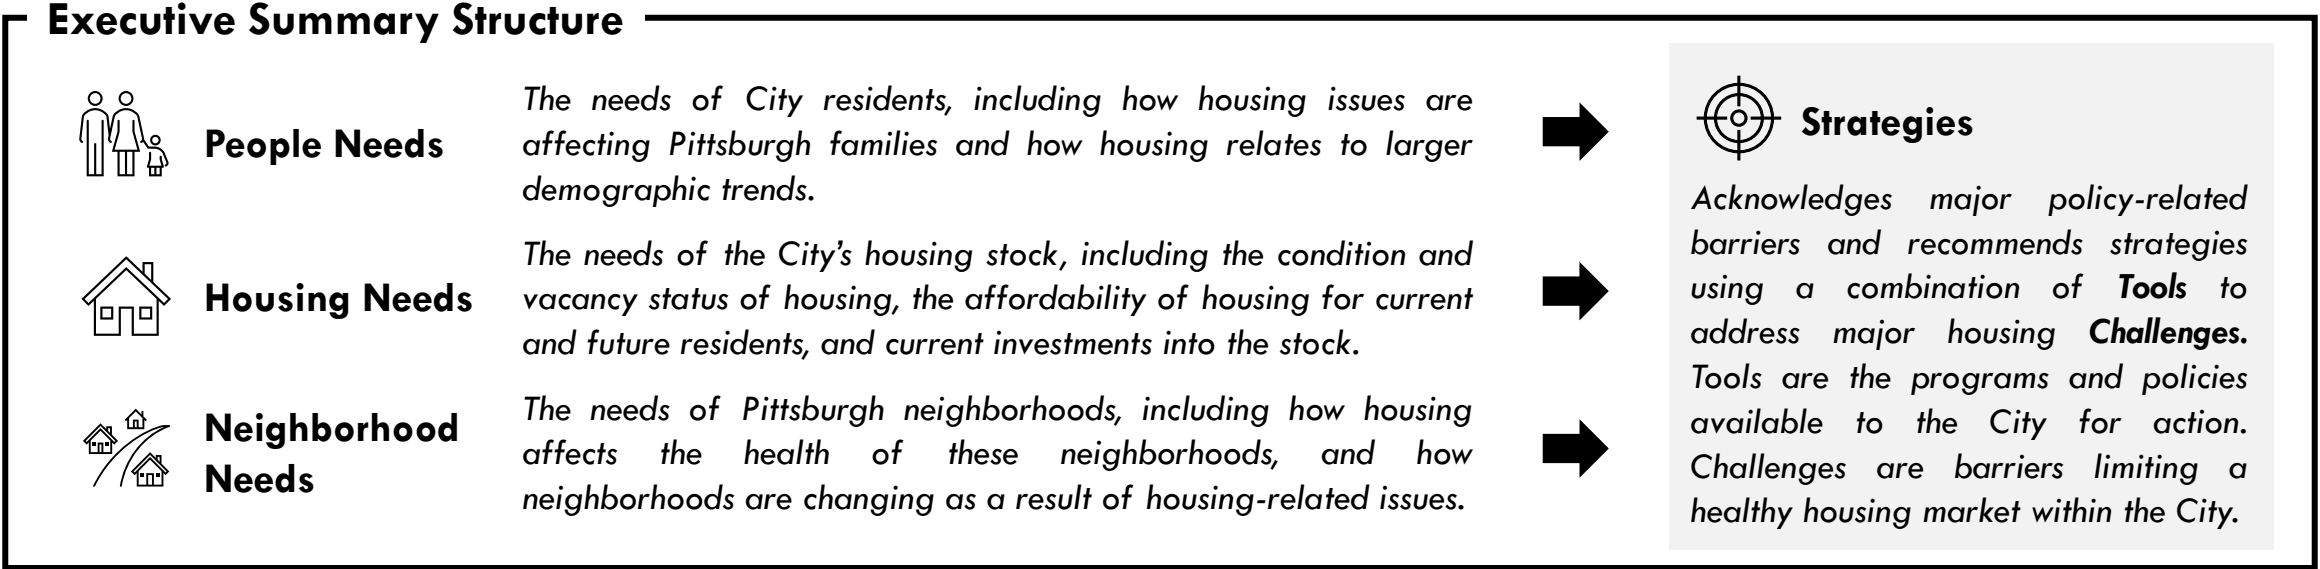 Executive Summary Structure
People Needs
The needs of City residents, including how housing issues are
affecting Pittsburgh families and how housing relates to larger
demographic trends.
Housing Needs
The needs of the City’s housing stock, including the condition and
vacancy status of housing, the affordability of housing for current
and future residents, and current investments into the stock.
Neighborhood
Needs
The needs of Pittsburgh neighborhoods, including how housing
affects the health of these neighborhoods, and how
neighborhoods are changing as a result of housing-related issues.
Strategies
Acknowledges major policy-related
barriers and recommends strategies
using a combination of Tools to
address major housing Challenges.
Tools are the programs and policies
available to the City for action.
Challenges are barriers limiting a
healthy housing market within the City.